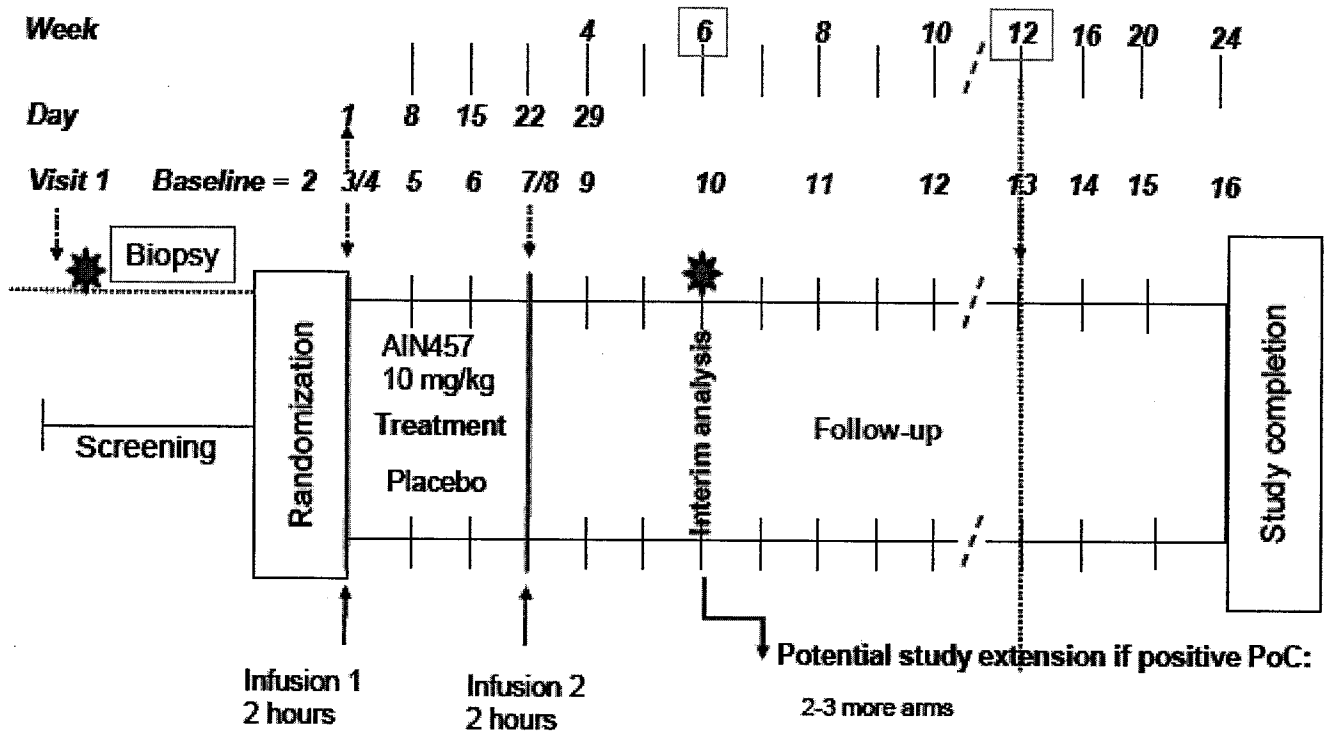 Week 4 6 8 10 12 16 20 24
Day 1 8 15 22 29
Visit 1 Baseline = 2 3/4 5 6 7/8 9 10 11 12 13 14 15 16
Biopsy
Randomization
AIN457
10 mg/kg
Treatment
Placebo
Screening
Interim analysis
Follow-up
Study completion
Infusion 1
2 hours
Infusion 2
2 hours
Potential study extension if positive PoC:
2-3 more arms